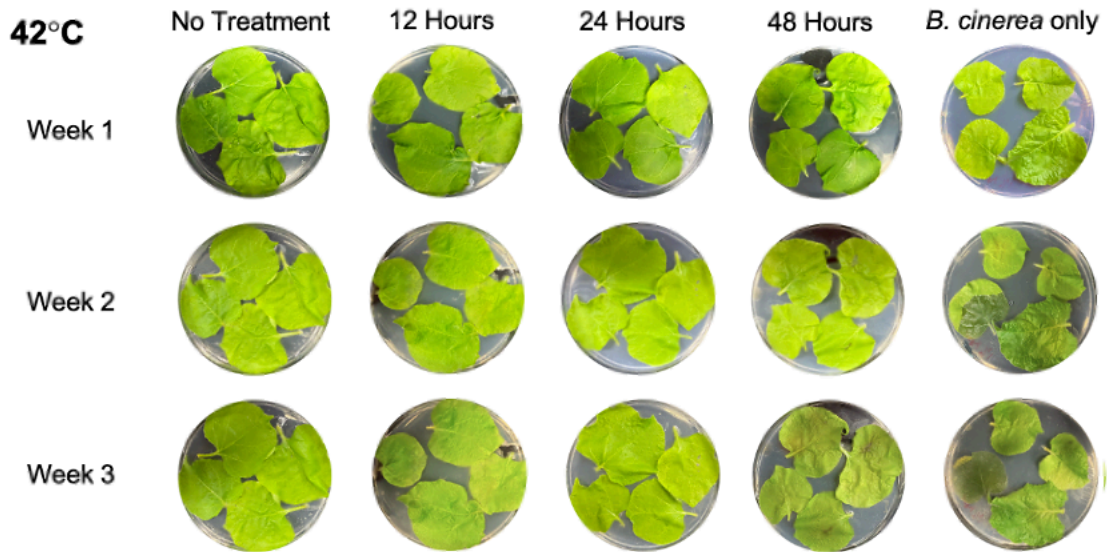 42°C
No Treatment
12 Hours
24 Hours
48 Hours
B. cinerea only
Week 1
Week 2
Week 3